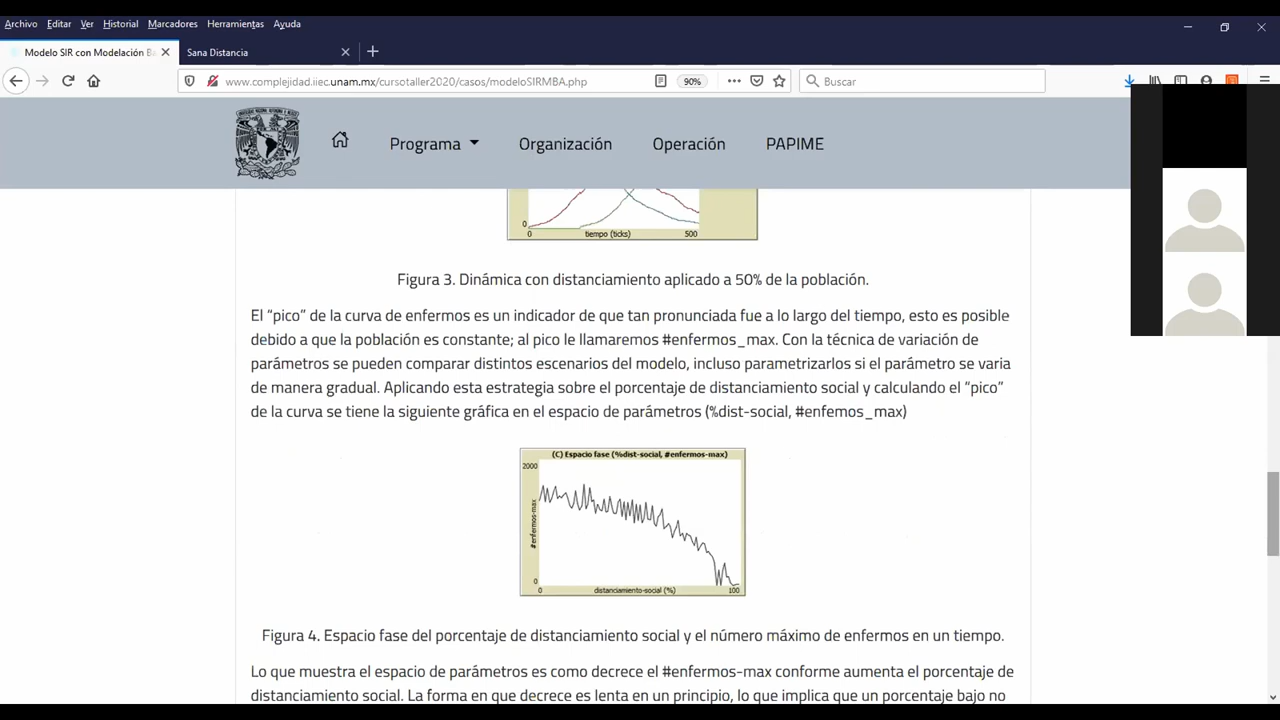 Archivo Editar Ver Historial Marcadores Herramientas Ayuda
Modelo SIR con Modelación Ba
Sana Distancia
www.complejidad.iiec.unam.mx/cursotaller2020/casos/modeloSIRMBA.php
90%
Buscar
Programa
Organización
Operación
PAPIME
0
0
tiempo (ticks)
500
Figura 3. Dinámica con distanciamiento aplicado a 50% de la población.
El “pico” de la curva de enfermos es un indicador de que tan pronunciada fue a lo largo del tiempo, esto es posible
debido a que la población es constante; al pico le llamaremos #enfermos_max. Con la técnica de variación de
parámetros se pueden comparar distintos escenarios del modelo, incluso parametrizarlos si el parámetro se varia
de manera gradual. Aplicando esta estrategia sobre el porcentaje de distanciamiento social y calculando el “pico”
de la curva se tiene la siguiente gráfica en el espacio de parámetros (%dist-social, #enfemos_max)
(C) Espacio fase (%dist-social, #enfermos-max)
2000
#enfermos-max
0
0
distanciamiento-social (%)
100
Figura 4. Espacio fase del porcentaje de distanciamiento social y el número máximo de enfermos en un tiempo.
Lo que muestra el espacio de parámetros es como decrece el #enfermos-max conforme aumenta el porcentaje de
distanciamiento social. La forma en que decrece es lenta en un principio, lo que implica que un porcentaje bajo no